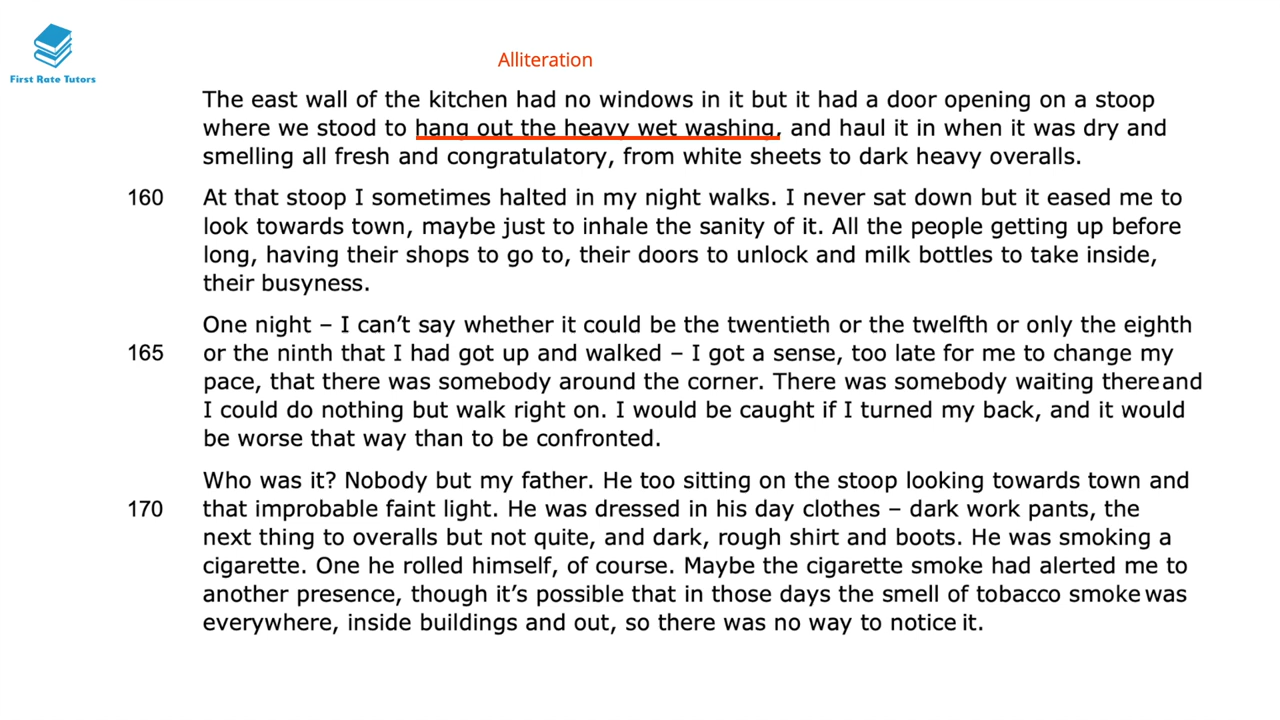 Alliteration
First Rate Tutors
The east wall of the kitchen had no windows in it but it had a door opening on a stoop
where we stood to hang out the heavy wet washing, and haul it in when it was dry and
smelling all fresh and congratulatory, from white sheets to dark heavy overalls.
160 At that stoop I sometimes halted in my night walks. I never sat down but it eased me to
look towards town, maybe just to inhale the sanity of it. All the people getting up before
long, having their shops to go to, their doors to unlock and milk bottles to take inside,
their busyness.
One night – I can't say whether it could be the twentieth or the twelfth or only the eighth
165 or the ninth that I had got up and walked – I got a sense, too late for me to change my
pace, that there was somebody around the corner. There was somebody waiting there and
I could do nothing but walk right on. I would be caught if I turned my back, and it would
be worse that way than to be confronted.
Who was it? Nobody but my father. He too sitting on the stoop looking towards town and
170 that improbable faint light. He was dressed in his day clothes – dark work pants, the
next thing to overalls but not quite, and dark, rough shirt and boots. He was smoking a
cigarette. One he rolled himself, of course. Maybe the cigarette smoke had alerted me to
another presence, though it's possible that in those days the smell of tobacco smoke was
everywhere, inside buildings and out, so there was no way to notice it.